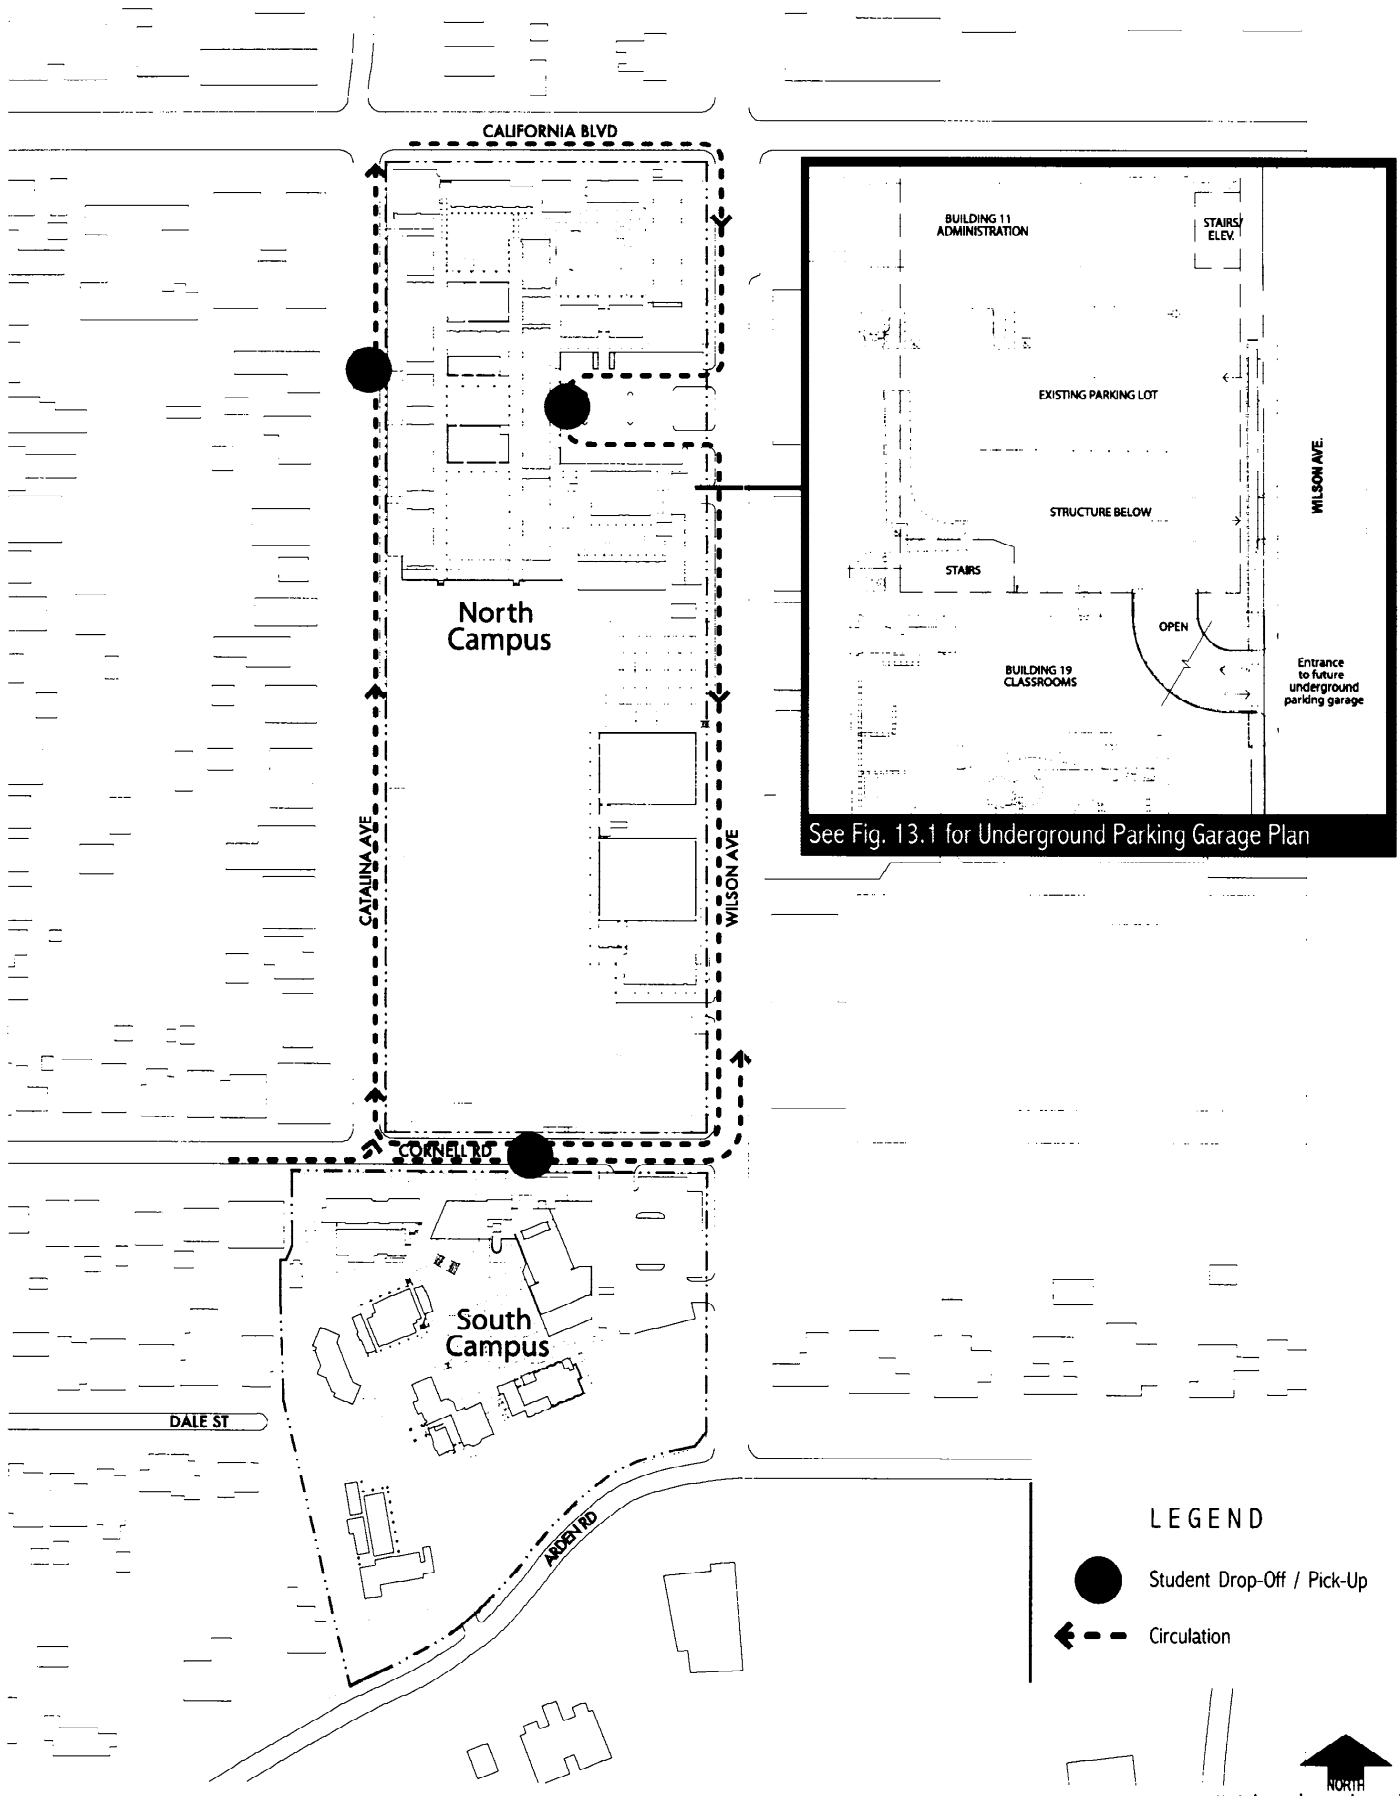 CALIFORNIA BLVD
BUILDING 11
ADMINISTRATION
STAIRS/
ELEV.
EXISTING PARKING LOT
WILSON AVE.
STRUCTURE BELOW
STAIRS
OPEN
BUILDING 19
CLASSROOMS
Entrance
to future
underground
parking garage
See Fig. 13.1 for Underground Parking Garage Plan
North
Campus
CATALINA AVE
WILSON AVE
CORNELL RD
South
Campus
DALE ST
ARDEN RD
LEGEND
Student Drop-Off / Pick-Up
Circulation
NORTH